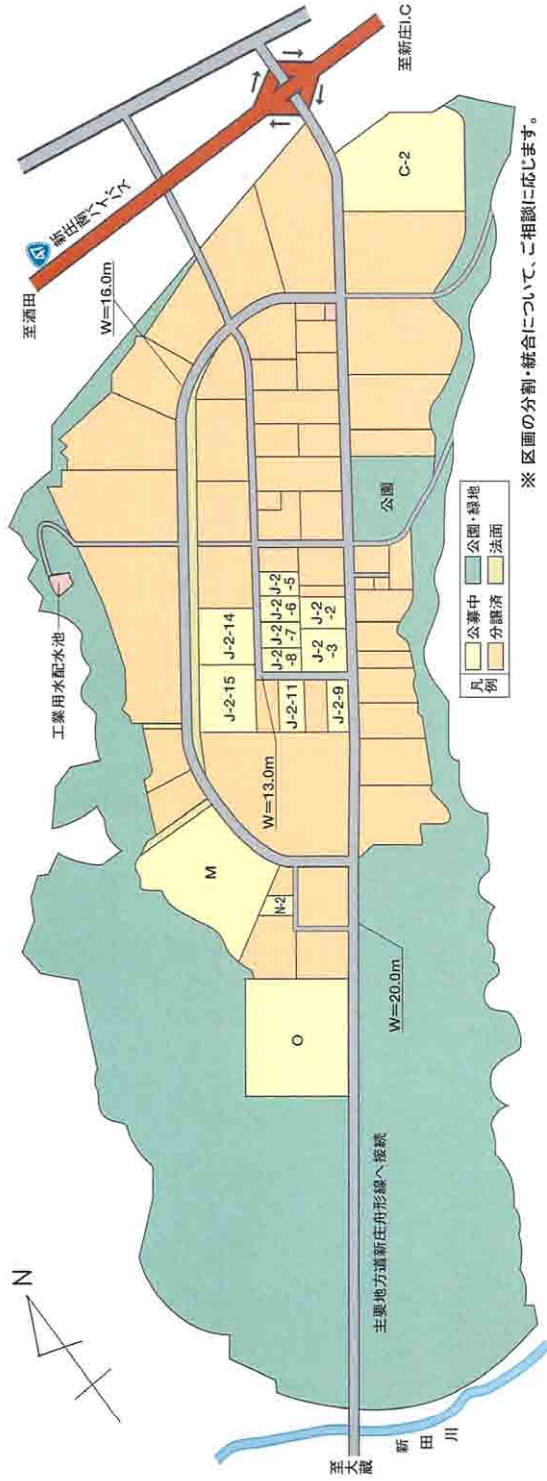 N
至酒田
47
新庄南バイパス
至新庄I.C
W=16.0m
工業用水配水池
C-2
J-2-14
J-2-15
J-2
-5
J-2
-6
J-2
-7
J-2
-8
J-2
-2
J-2
-3
J-2-11
J-2-9
公園
W=13.0m
M
N-2
O
W=20.0m
主要地方道新庄舟形線へ接続
新田川
至大蔵
凡例
公募中
公園・緑地
分譲済
法面
※ 区画の分割・統合について、ご相談に応じます。